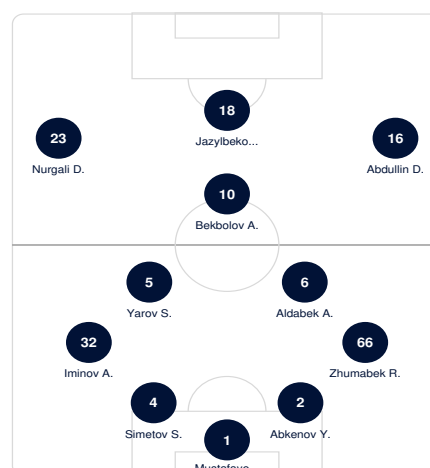 18
Jazylbeko...
23
Nurgali D.
16
Abdullin D.
10
Bekbolov A.
5
Yarov S.
6
Aldabek A.
32
Iminov A.
66
Zhumabek R.
4
Simetov S.
2
Abkenov Y.
1